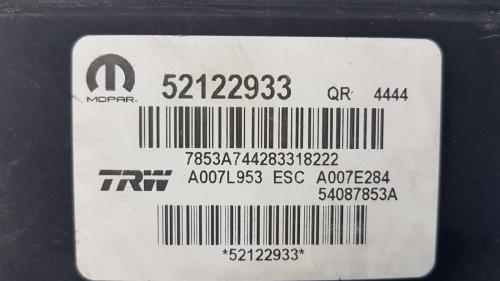 52122933 QR 4444
MOPAR.
7853A744283318222
TRW A007L953 ESC A007E284
54087853A
*52122933*